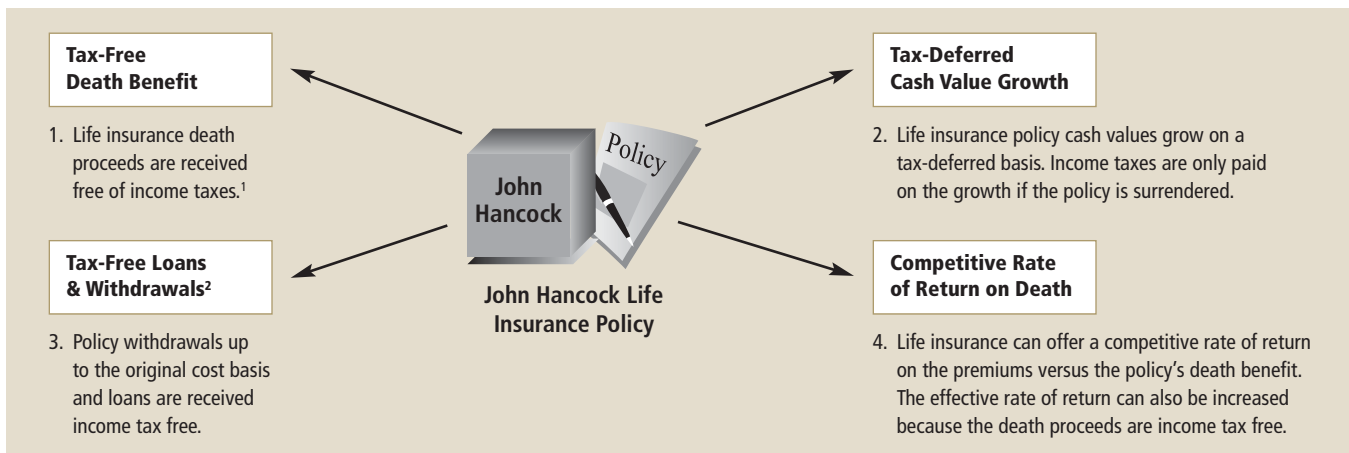 Tax-Free
Death Benefit
1. Life insurance death
proceeds are received
free of income taxes.¹
Tax-Deferred
Cash Value Growth
2. Life insurance policy cash values grow on a
tax-deferred basis. Income taxes are only paid
on the growth if the policy is surrendered.
John
Hancock
Policy
John Hancock Life
Insurance Policy
Tax-Free Loans
& Withdrawals²
3. Policy withdrawals up
to the original cost basis
and loans are received
income tax free.
Competitive Rate
of Return on Death
4. Life insurance can offer a competitive rate of return
on the premiums versus the policy’s death benefit.
The effective rate of return can also be increased
because the death proceeds are income tax free.